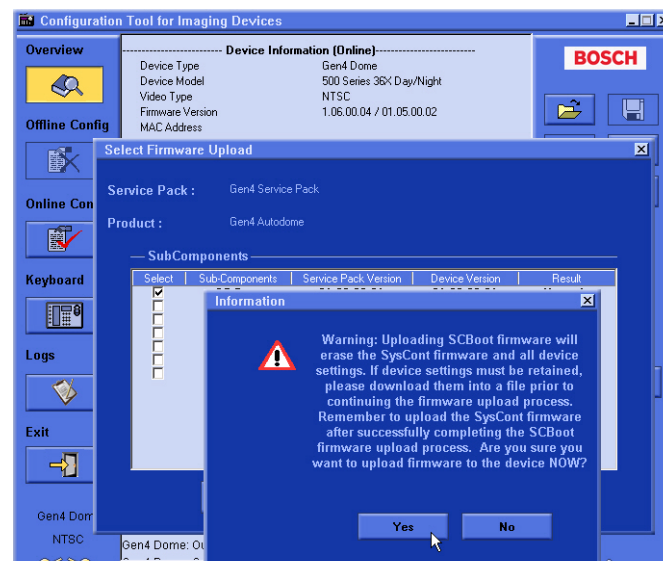 Configuration Tool for Imaging Devices
Overview
Device Information (Online)
Device Type Gen4 Dome
Device Model 500 Series 36X Day/Night
Video Type NTSC
Firmware Version 1.06.00.04 / 01.05.00.02
MAC Address
BOSCH
Offline Config
Select Firmware Upload
Service Pack : Gen4 Service Pack
Online Con
Product : Gen4 Autodome
SubComponents
Select Sub-Components Service Pack Version Device Version Result
Keyboard
Information
Warning: Uploading SCBoot firmware will
erase the SysCont firmware and all device
settings. If device settings must be retained,
please download them into a file prior to
continuing the firmware upload process.
Remember to upload the SysCont firmware
after successfully completing the SCBoot
firmware upload process. Are you sure you
want to upload firmware to the device NOW?
Logs
Exit
Yes No
Gen4 Dom
NTSC
Gen4 Dome: Ou